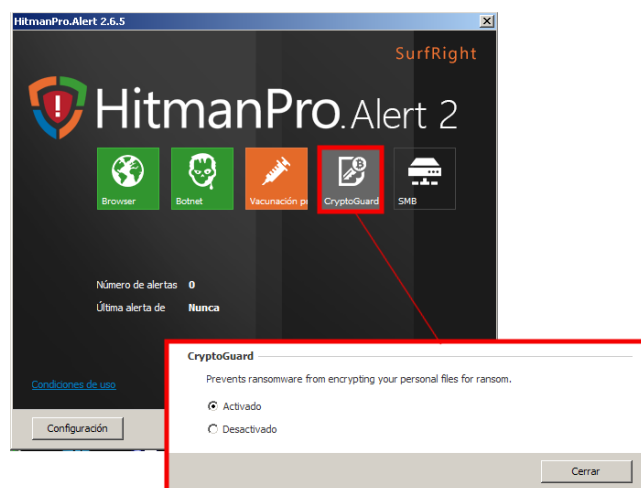 HitmanPro.Alert 2.6.5
SurfRight
HitmanPro.Alert 2
Browser
Botnet
Vacunación p
CryptoGuard
SMB
Número de alertas 0
Última alerta de Nunca
Condiciones de uso
Configuración
CryptoGuard
Prevents ransomware from encrypting your personal files for ransom.
Activado
Desactivado
Cerrar